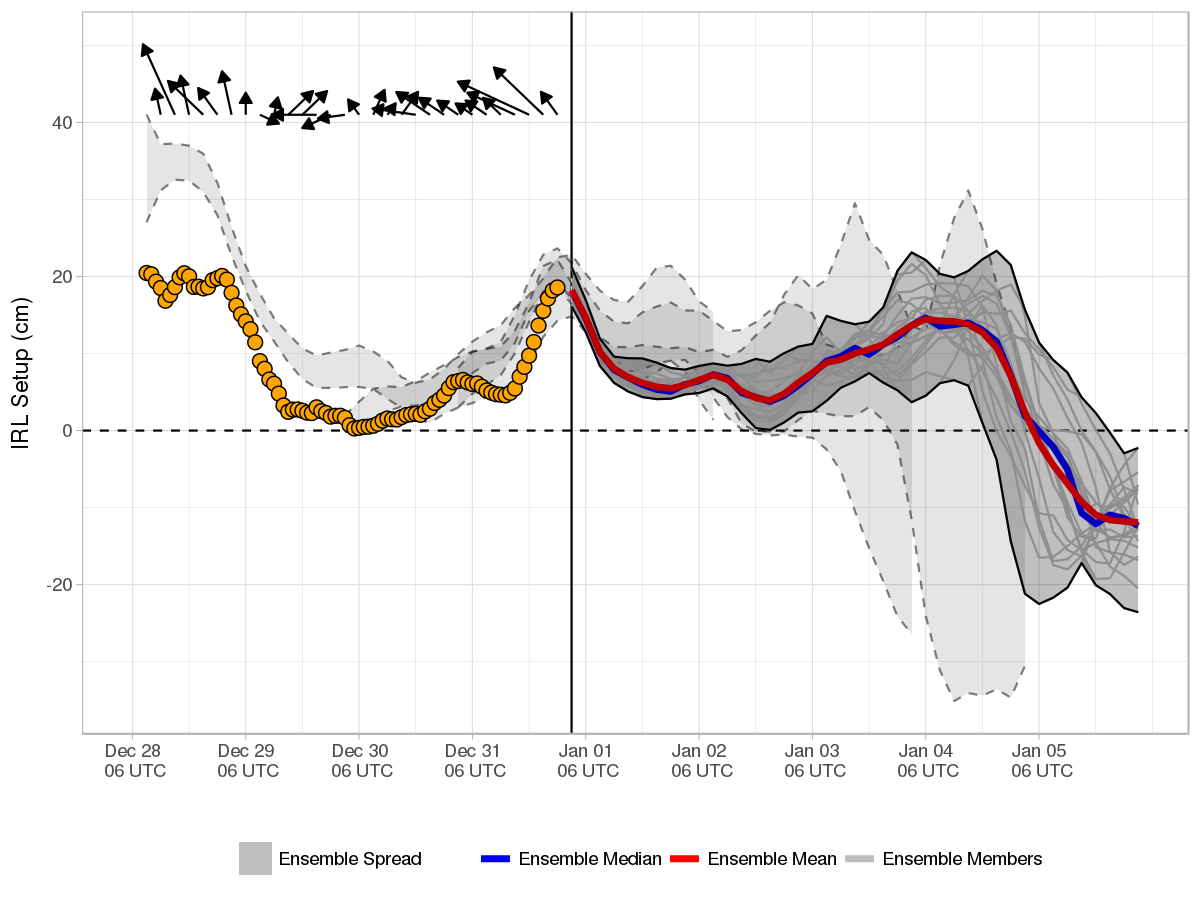 IRL Setup (cm)
40
20
0
-20
Dec 28 Dec 29 Dec 30 Dec 31 Jan 01 Jan 02 Jan 03 Jan 04 Jan 05
06 UTC 06 UTC 06 UTC 06 UTC 06 UTC 06 UTC 06 UTC 06 UTC 06 UTC
Ensemble Spread Ensemble Median Ensemble Mean Ensemble Members